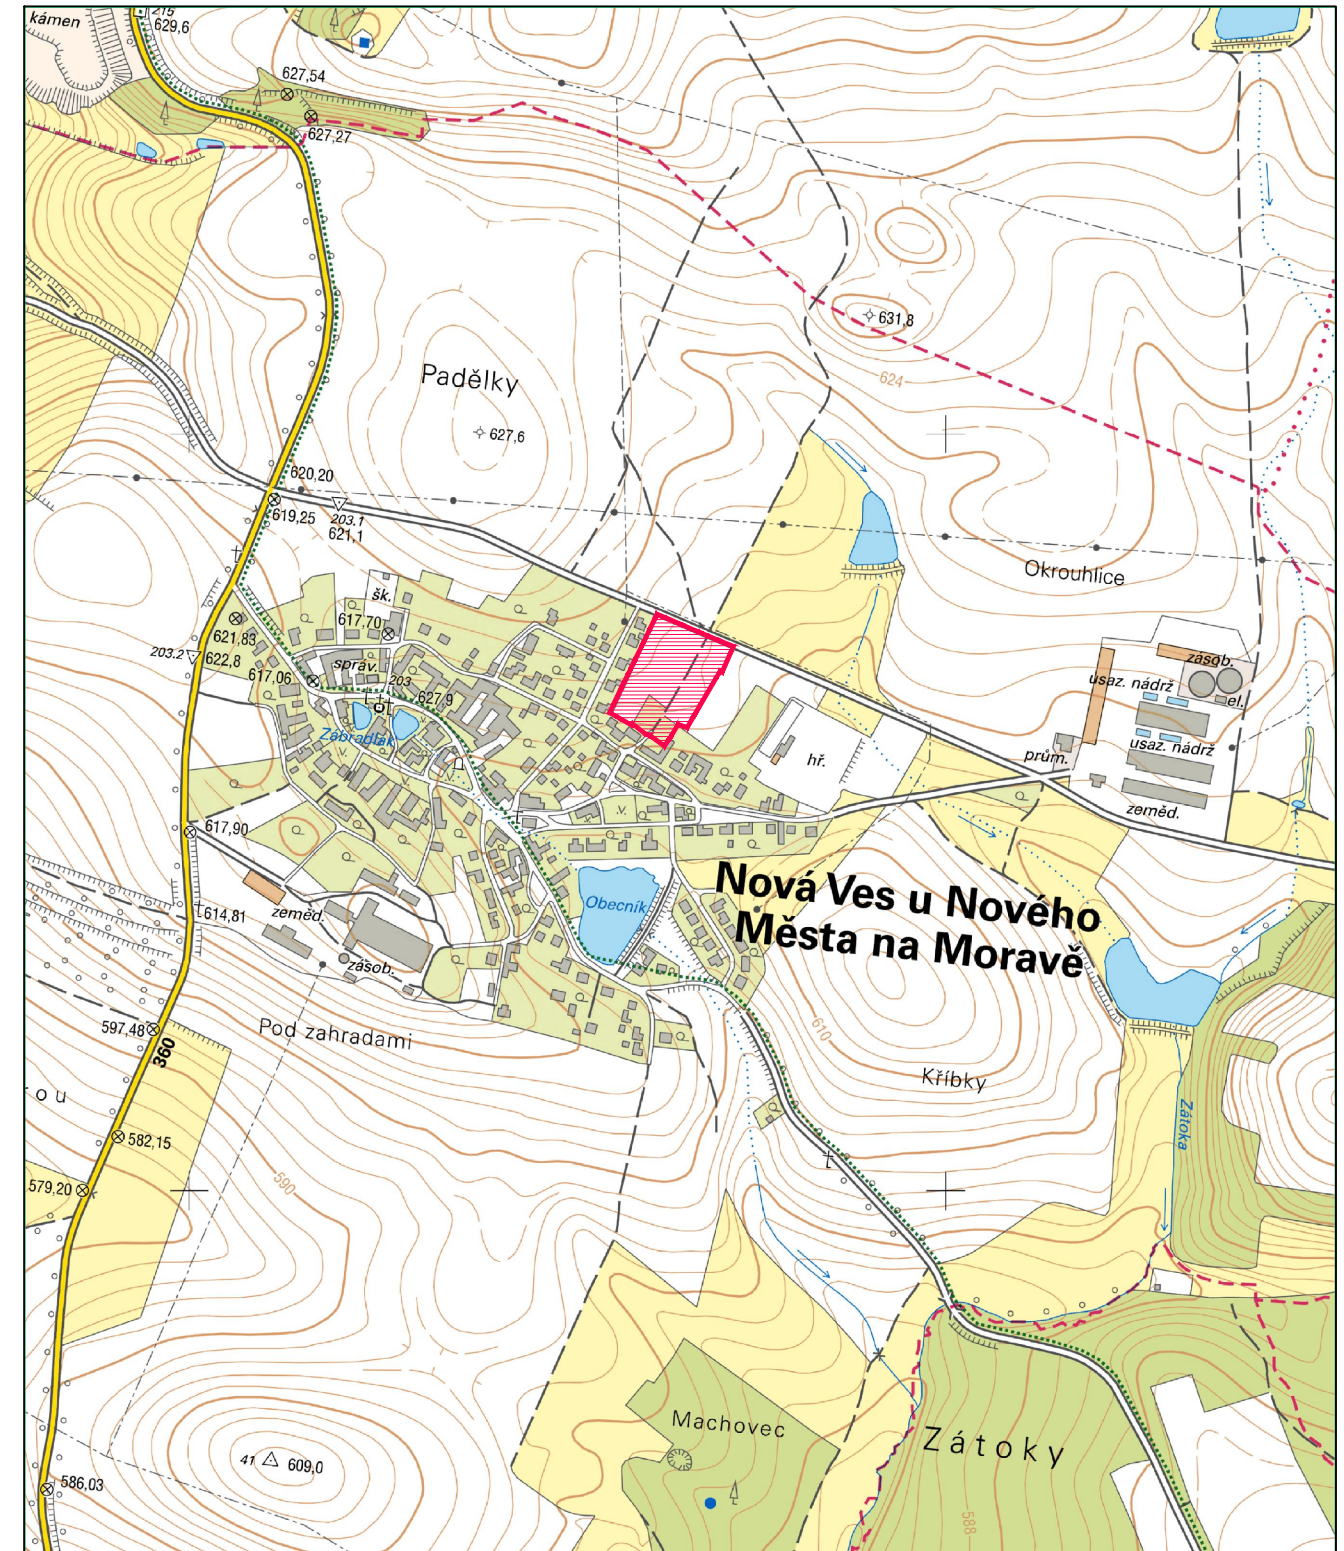 kámen
215
629,6
627,54
627,27
631,8
624
Padělky
627,6
620,20
619,25
203.1
621,1
Okrouhlice
šk.
617,70
621,83
203.2
622,8
617,06
správ.
203
627,9
Zábradlák
zásob.
usaz. nádrž
el.
usaz. nádrž
hř.
prům.
zeměd.
617,90
Nová Ves u Nového
Města na Moravě
Obecník
614,81
zeměd.
zásob.
597,48
360
Pod zahradami
610
Kříbky
ou
Zátoka
582,15
579,20
590
Machovec
Zátoky
41
609,0
586,03
588